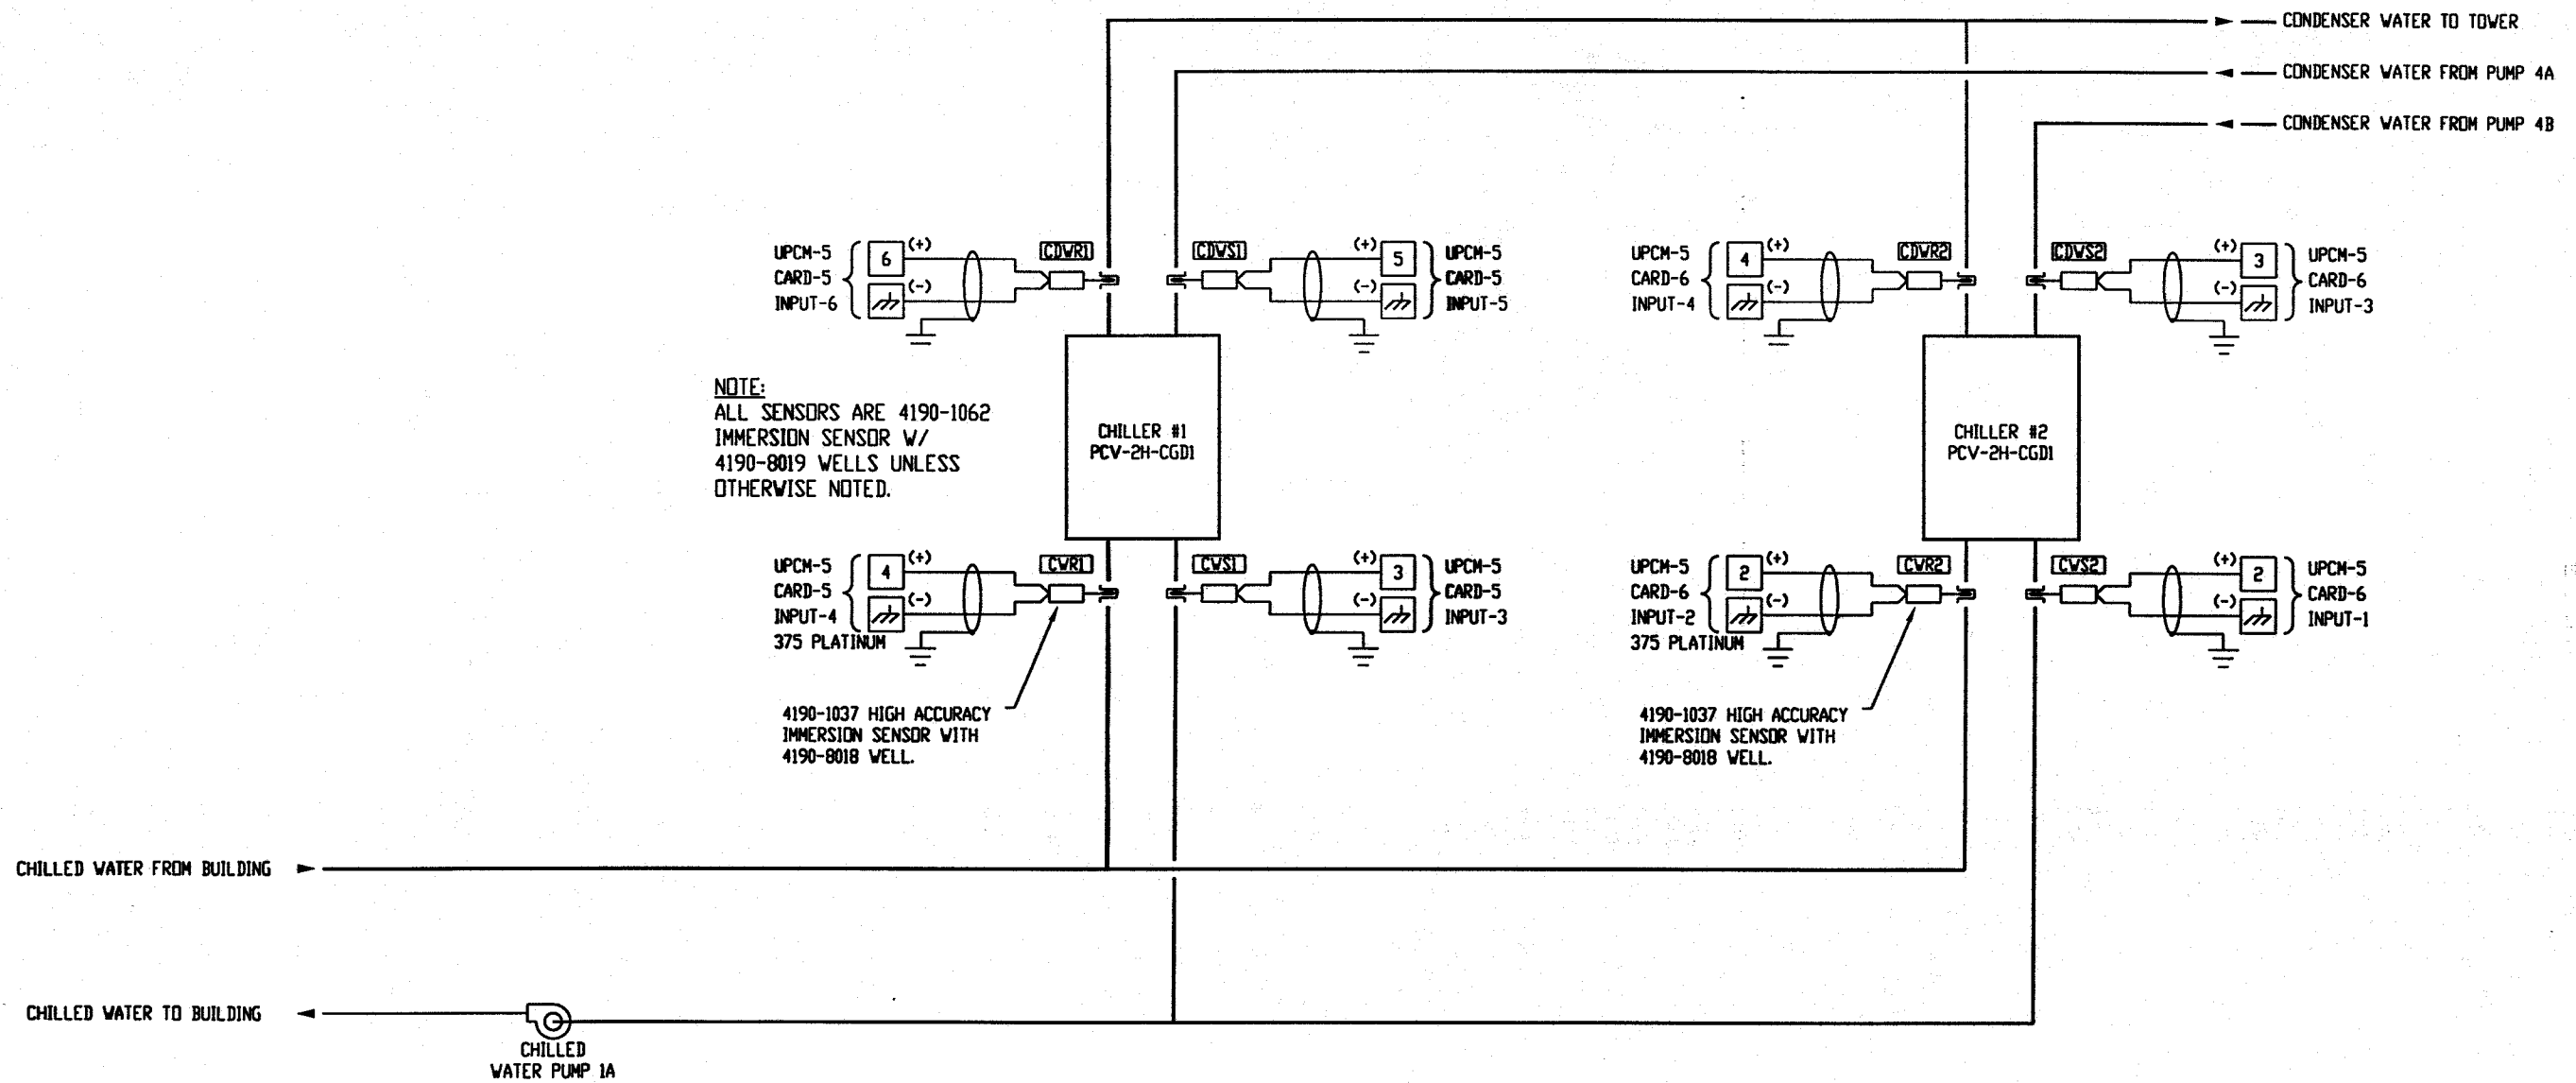 CONDENSER WATER TO TOWER
CONDENSER WATER FROM PUMP 4A
CONDENSER WATER FROM PUMP 4B
UPCM-5
CARD-5
INPUT-6
6
(+)
(-)
CDWR1
CDWS1
(+)
(-)
5
UPCM-5
CARD-5
INPUT-5
UPCM-5
CARD-6
INPUT-4
4
(+)
(-)
CDWR2
CDWS2
(+)
(-)
3
UPCM-5
CARD-6
INPUT-3
NOTE:
ALL SENSORS ARE 4190-1062
IMMERSION SENSOR W/
4190-8019 WELLS UNLESS
OTHERWISE NOTED.
CHILLER #1
PCV-2H-CGD1
CHILLER #2
PCV-2H-CGD1
UPCM-5
CARD-5
INPUT-4
375 PLATINUM
4
(+)
(-)
CWR1
CWS1
(+)
(-)
3
UPCM-5
CARD-5
INPUT-3
UPCM-5
CARD-6
INPUT-2
375 PLATINUM
2
(+)
(-)
CWR2
CWS2
(+)
(-)
2
UPCM-5
CARD-6
INPUT-1
4190-1037 HIGH ACCURACY
IMMERSION SENSOR WITH
4190-8018 WELL.
4190-1037 HIGH ACCURACY
IMMERSION SENSOR WITH
4190-8018 WELL.
CHILLED WATER FROM BUILDING
CHILLED WATER TO BUILDING
CHILLED
WATER PUMP 1A